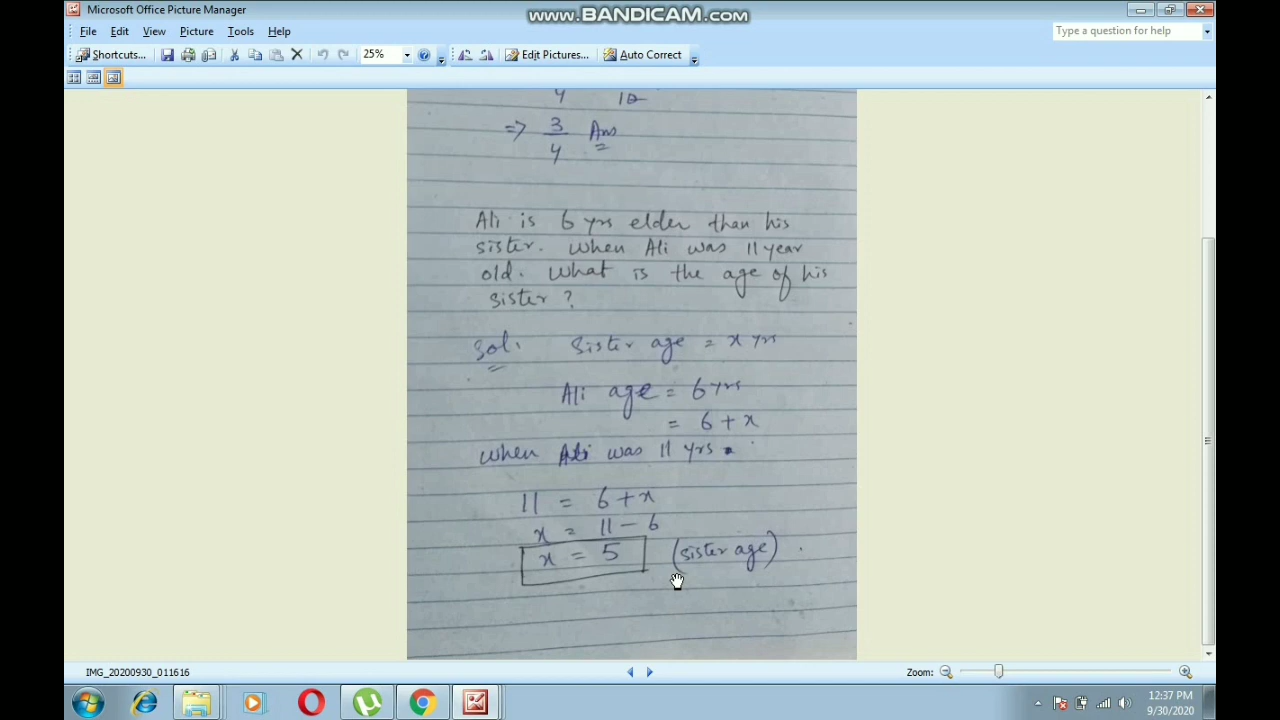 Microsoft Office Picture Manager
www.BANDICAM.com
File Edit View Picture Tools Help
Type a question for help
Shortcuts... 25% Edit Pictures... Auto Correct
4 10
=> 3/4 Ans
Ali is 6 yrs elder than his
sister. When Ali was 11 year
old. What is the age of his
sister?
Sol: Sister age = x yrs
Ali age = 6 yrs
= 6 + x
when Ali was 11 yrs
11 = 6 + x
x = 11 - 6
x = 5 (sister age)
IMG_20200930_011616
Zoom:
12:37 PM
9/30/2020